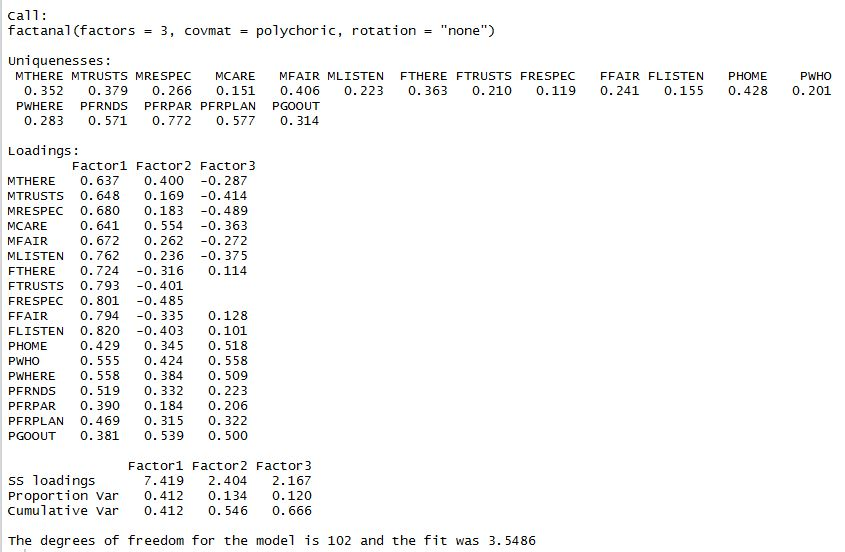 Call:
factanal(factors = 3, covmat = polychoric, rotation = "none")
Uniquenesses:
MTHERE MTRUSTS MRESPEC MCARE MFAIR MLISTEN FTHERE FTRUSTS FRESPEC FFAIR FLISTEN PHOME PWHO
0.352 0.379 0.266 0.151 0.406 0.223 0.363 0.210 0.119 0.241 0.155 0.428 0.201
PWHERE PFRNDS PFRPAR PFRPLAN PGOOUT
0.283 0.571 0.772 0.577 0.314
Loadings:
Factor1 Factor2 Factor3
MTHERE 0.637 0.400 -0.287
MTRUSTS 0.648 0.169 -0.414
MRESPEC 0.680 0.183 -0.489
MCARE 0.641 0.554 -0.363
MFAIR 0.672 0.262 -0.272
MLISTEN 0.762 0.236 -0.375
FTHERE 0.724 -0.316 0.114
FTRUSTS 0.793 -0.401
FRESPEC 0.801 -0.485
FFAIR 0.794 -0.335 0.128
FLISTEN 0.820 -0.403 0.101
PHOME 0.429 0.345 0.518
PWHO 0.555 0.424 0.558
PWHERE 0.558 0.384 0.509
PFRNDS 0.519 0.332 0.223
PFRPAR 0.390 0.184 0.206
PFRPLAN 0.469 0.315 0.322
PGOOUT 0.381 0.539 0.500
Factor1 Factor2 Factor3
SS loadings 7.419 2.404 2.167
Proportion Var 0.412 0.134 0.120
Cumulative Var 0.412 0.546 0.666
The degrees of freedom for the model is 102 and the fit was 3.5486